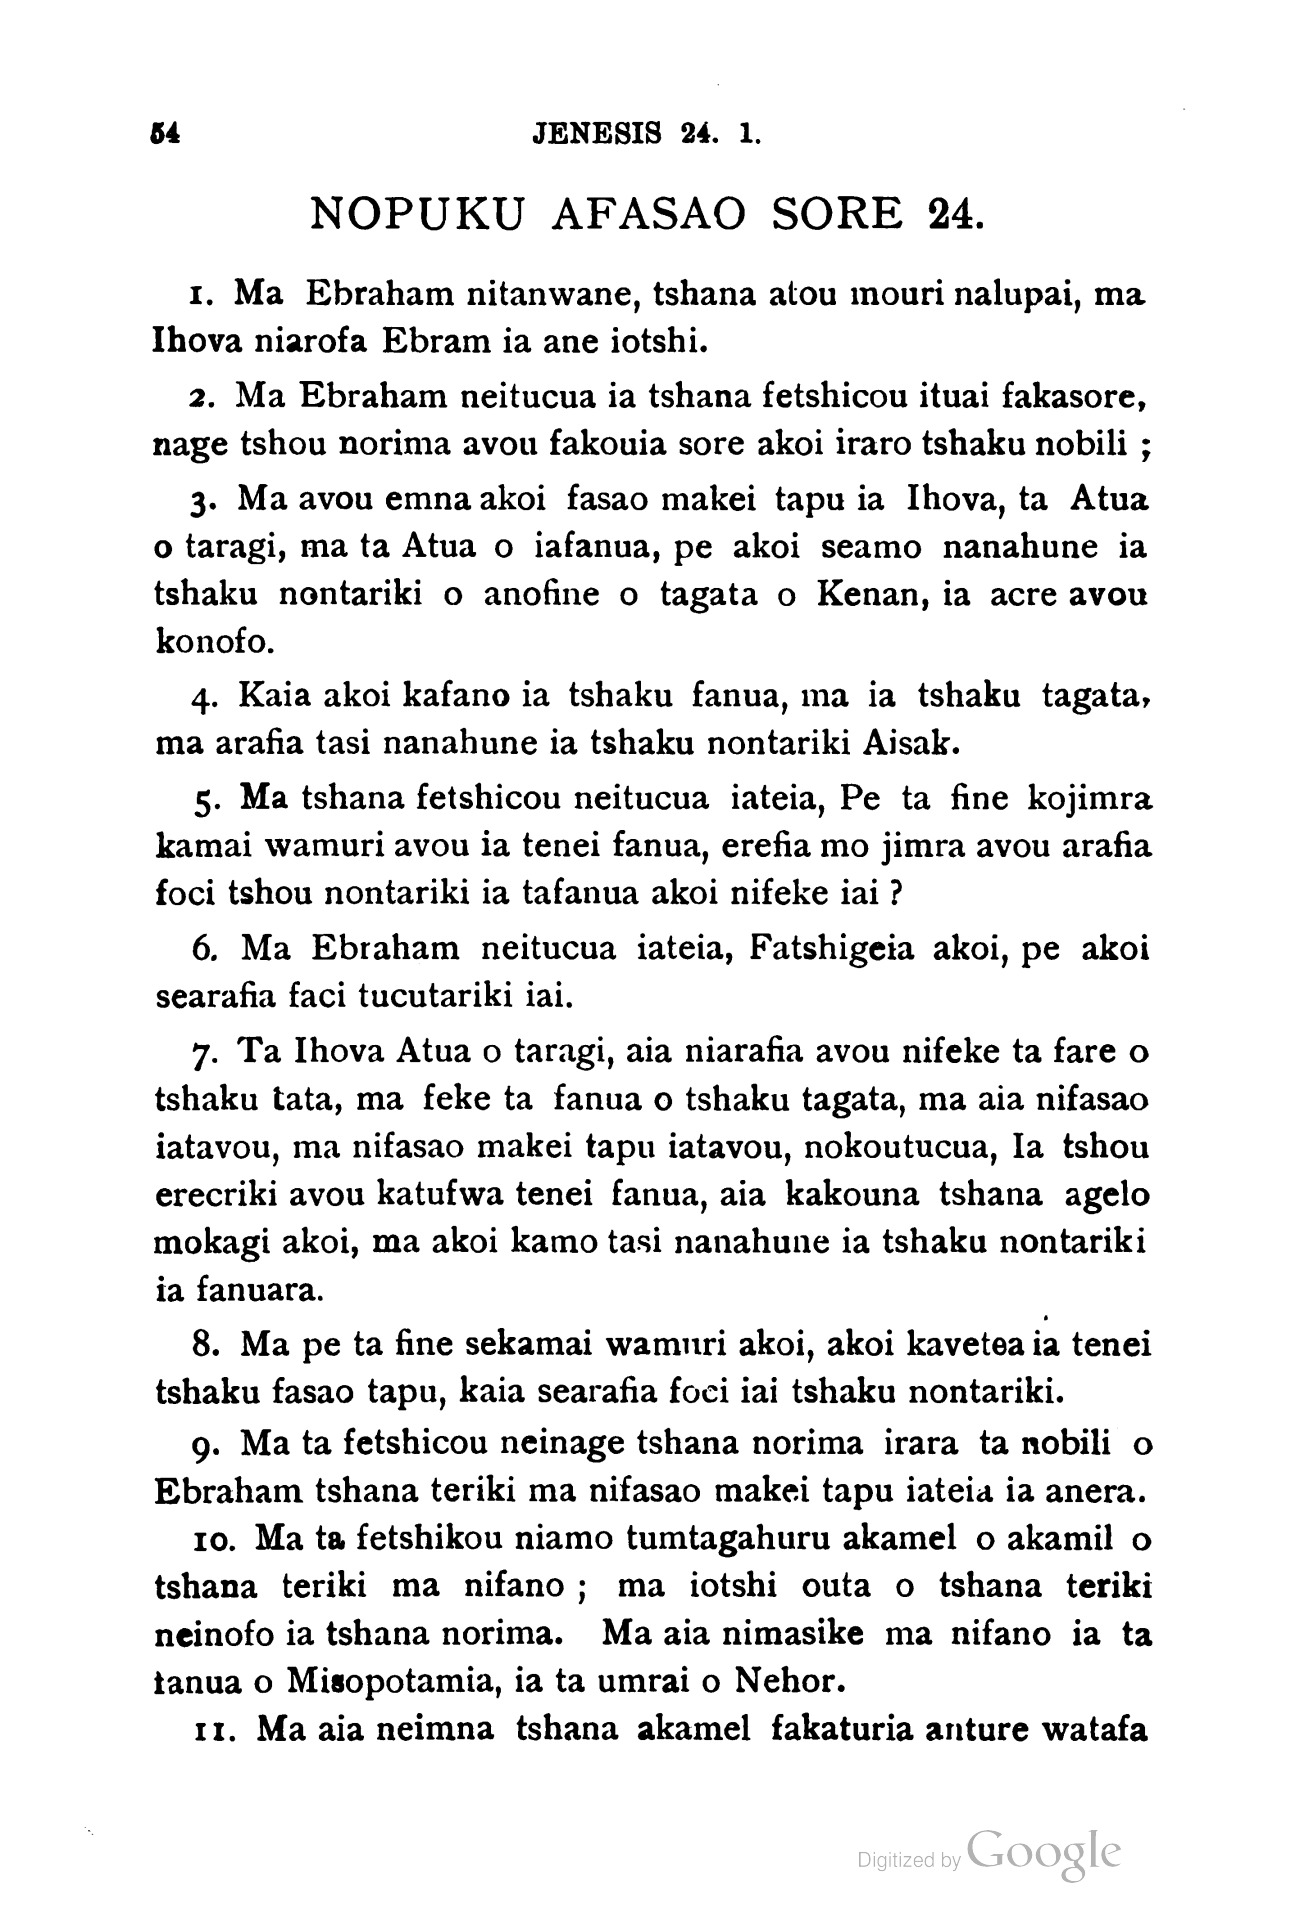 54
JENESIS 24. 1.
NOPUKU AFASAO SORE 24.
1. Ma Ebraham nitanwane, tshana atou mouri nalupai, ma
Ihova niarofa Ebram ia ane iotshi.
2. Ma Ebraham neitucua ia tshana fetshicou ituai fakasore,
nage tshou norima avou fakouia sore akoi iraro tshaku nobili ;
3. Ma avou emna akoi fasao makei tapu ia Ihova, ta Atua
o taragi, ma ta Atua o iafanua, pe akoi seamo nanahune ia
tshaku nontariki o anofine o tagata o Kenan, ia acre avou
konofo.
4. Kaia akoi kafano ia tshaku fanua, ma ia tshaku tagata,
ma arafia tasi nanahune ia tshaku nontariki Aisak.
5. Ma tshana fetshicou neitucua iateia, Pe ta fine kojimra
kamai wamuri avou ia tenei fanua, erefia mo jimra avou arafia
foci tshou nontariki ia tafanua akoi nifeke iai ?
6. Ma Ebraham neitucua iateia, Fatshigeia akoi, pe akoi
searafia faci tucutariki iai.
7. Ta Ihova Atua o taragi, aia niarafia avou nifeke ta fare o
tshaku tata, ma feke ta fanua o tshaku tagata, ma aia nifasao
iatavou, ma nifasao makei tapu iatavou, nokoutucua, Ia tshou
erecriki avou katufwa tenei fanua, aia kakouna tshana agelo
mokagi akoi, ma akoi kamo tasi nanahune ia tshaku nontariki
ia fanuara.
8. Ma pe ta fine sekamai wamuri akoi, akoi kavetea ia tenei
tshaku fasao tapu, kaia searafia foci iai tshaku nontariki.
9. Ma ta fetshicou neinage tshana norima irara ta nobili o
Ebraham tshana teriki ma nifasao makei tapu iateia ia anera.
10. Ma ta fetshikou niamo tumtagahuru akamel o akamil o
tshana teriki ma nifano ; ma iotshi outa o tshana teriki
neinofo ia tshana norima. Ma aia nimasike ma nifano ia ta
fanua o Misopotamia, ia ta umrai o Nehor.
11. Ma aia neimna tshana akamel fakaturia anture watafa
Digitized by Google